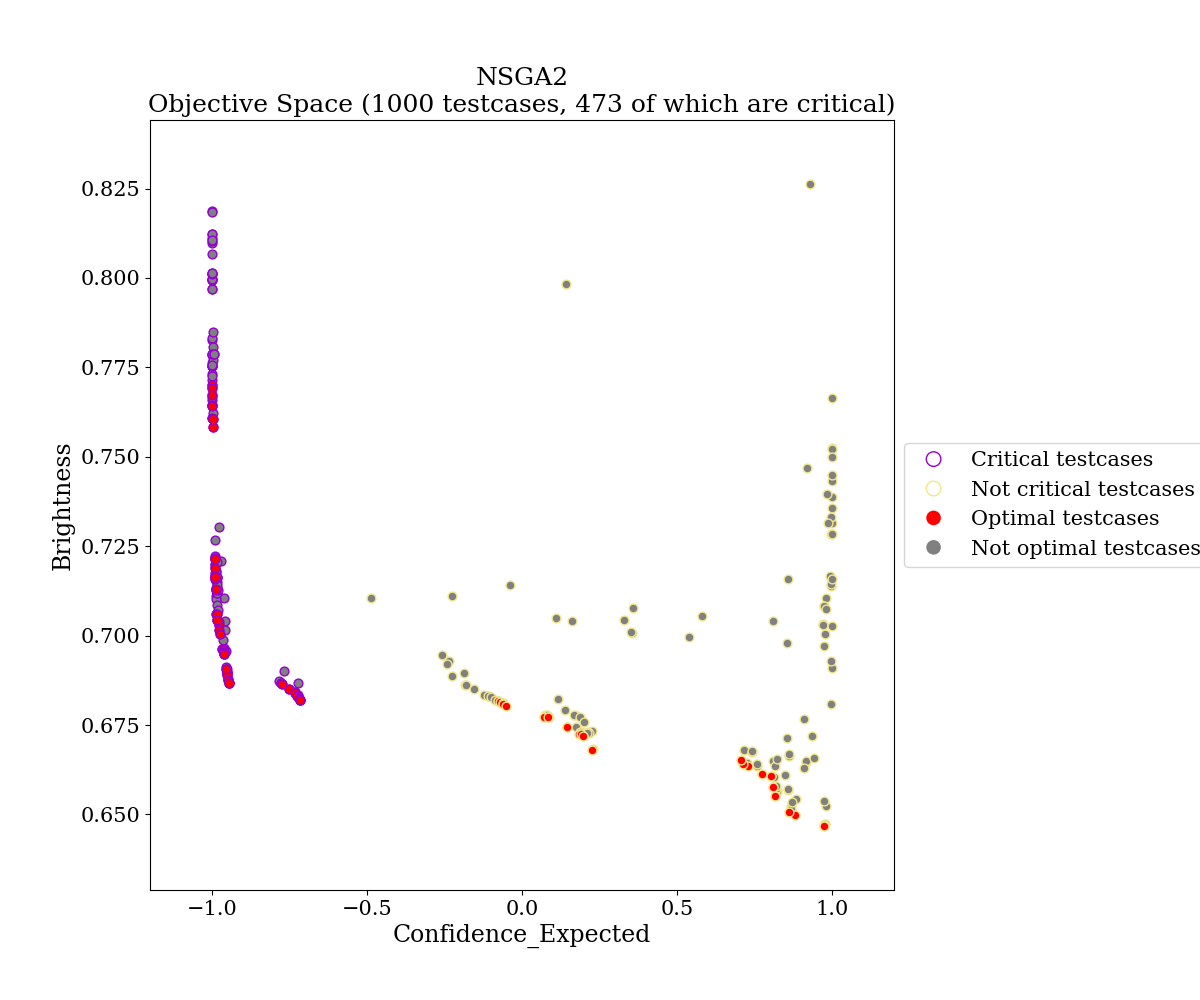 NSGA2
Objective Space (1000 testcases, 473 of which are critical)
0.825
0.800
0.775
0.750
0.725
0.700
0.675
0.650
Brightness
−1.0
−0.5
0.0
0.5
1.0
Confidence_Expected
Critical testcases
Not critical testcases
Optimal testcases
Not optimal testcases